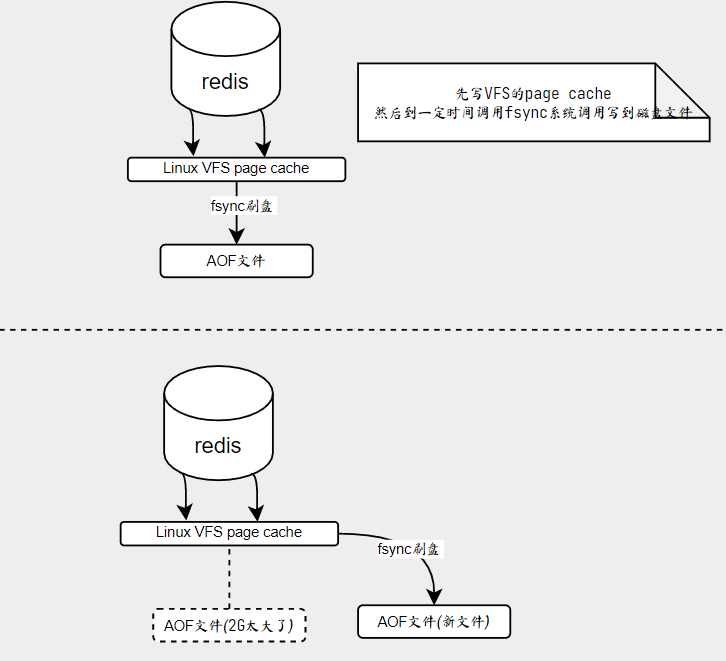 redis
先写VFS的page cache
然后到一定时间调用fsync系统调用写到磁盘文件
Linux VFS page cache
fsync刷盘
AOF文件
redis
Linux VFS page cache
fsync刷盘
AOF文件(2G太大了)
AOF文件(新文件)